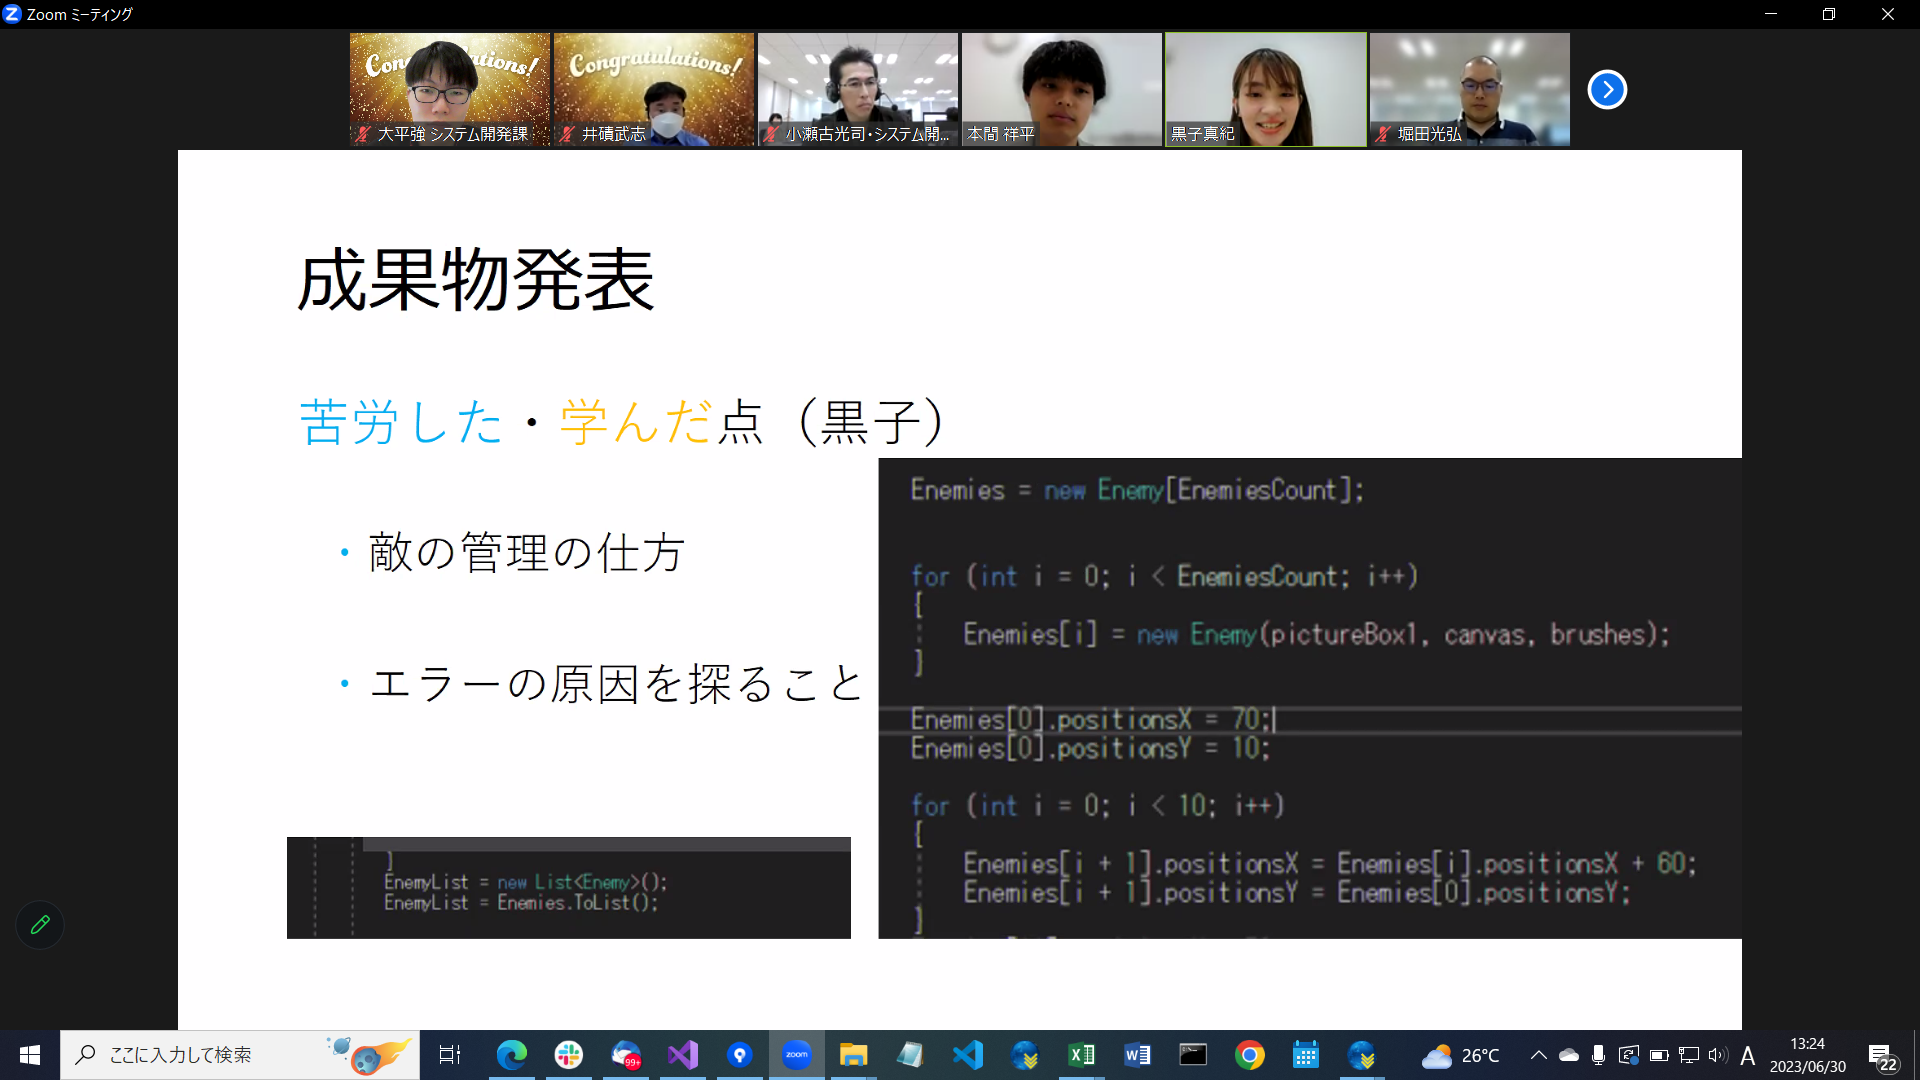 Zoom ミーティング
Congratulations!
Congratulations!
大平強 システム開発課
井磧武志
小瀬古光司・システム開...
本間 祥平
黒子真紀
堀田光弘
成果物発表
苦労した・学んだ点（黒子）
・敵の管理の仕方
・エラーの原因を探ること
Enemies = new Enemy[EnemiesCount];
for (int i = 0; i < EnemiesCount; i++)
{
Enemies[i] = new Enemy(pictureBox1, canvas, brushes);
}
Enemies[0].positionsX = 70;
Enemies[0].positionsY = 10;
for (int i = 0; i < 10; i++)
{
Enemies[i + 1].positionsX = Enemies[i].positionsX + 60;
Enemies[i + 1].positionsY = Enemies[0].positionsY;
}
}
EnemyList = new List<Enemy>();
EnemyList = Enemies.ToList();
ここに入力して検索
99+
zoom
26°C
A
13:24
2023/06/30
22